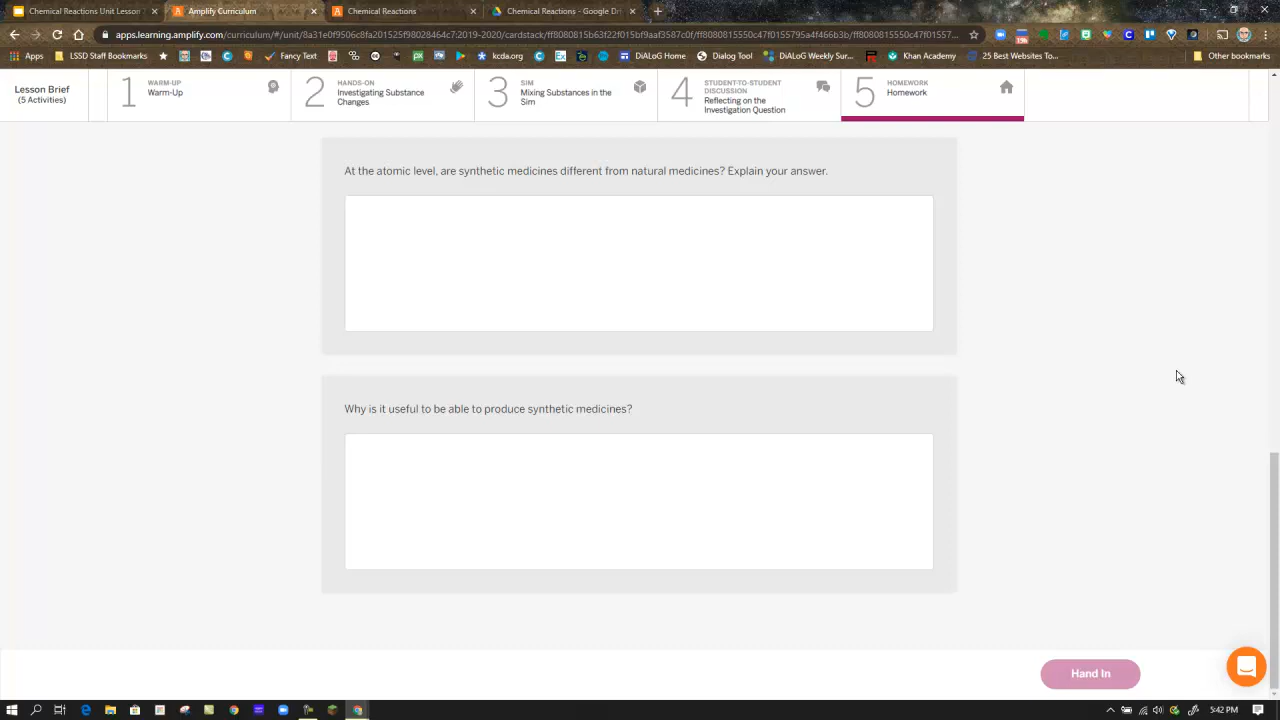 Chemical Reactions Unit Lesson
Amplify Curriculum
Chemical Reactions
Chemical Reactions - Google Dri
apps.learning.amplify.com/curriculum/#/unit/8a31e0f9506c8fa201525f98028464c7:2019-2020/cardstack/ff8080815b63f22f015bf9aaf3587c0f/ff8080815550c47f0155795a4f466b3b/ff8080815550c47f01557...
Apps
LSSD Staff Bookmarks
Fancy Text
kcda.org
DiALoG Home
Dialog Tool
DiALoG Weekly Sur...
Khan Academy
25 Best Websites To...
Other bookmarks
Lesson Brief
(5 Activities)
1
WARM-UP
Warm-Up
2
HANDS-ON
Investigating Substance
Changes
3
SIM
Mixing Substances in the
Sim
4
STUDENT-TO-STUDENT
DISCUSSION
Reflecting on the
Investigation Question
5
HOMEWORK
Homework
At the atomic level, are synthetic medicines different from natural medicines? Explain your answer.
Why is it useful to be able to produce synthetic medicines?
Hand In
5:42 PM